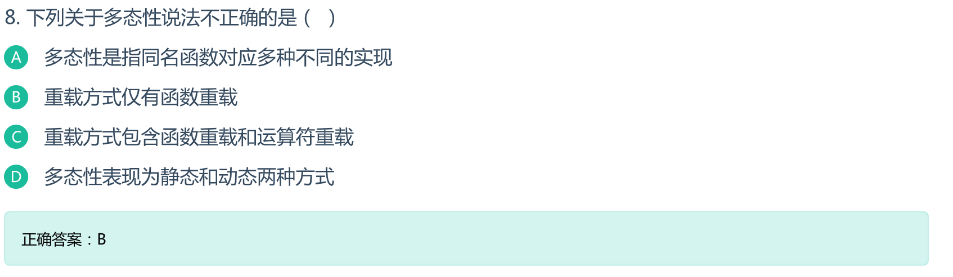 8. 下列关于多态性说法不正确的是 ( )
A 多态性是指同名函数对应多种不同的实现
B 重载方式仅有函数重载
C 重载方式包含函数重载和运算符重载
D 多态性表现为静态和动态两种方式
正确答案：B